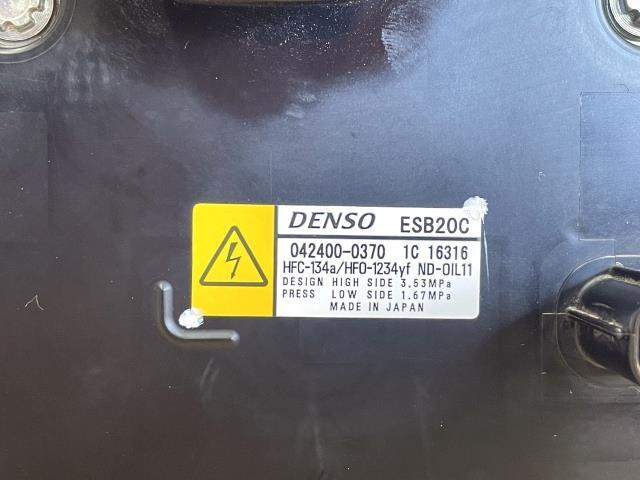 DENSO ESB20C
042400-0370 1C 16316
HFC-134a/HFO-1234yf ND-OIL11
DESIGN HIGH SIDE 3.53MPa
PRESS LOW SIDE 1.67MPa
MADE IN JAPAN